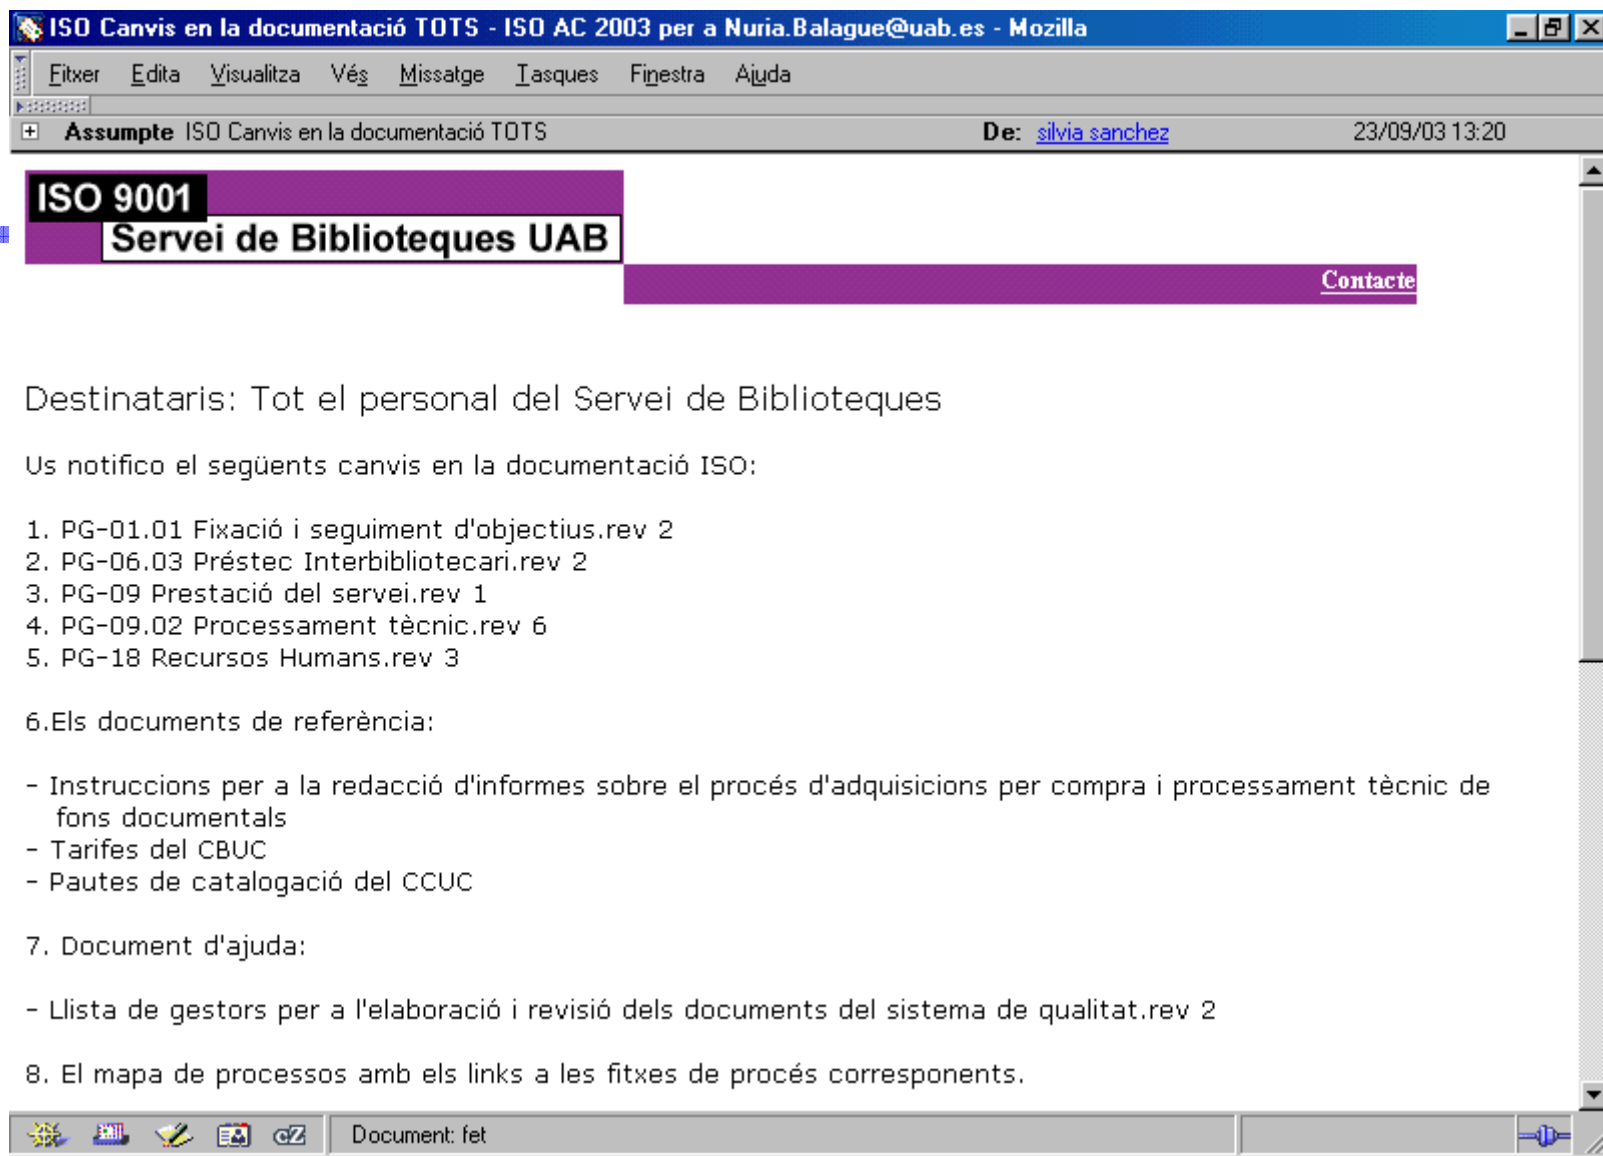 ISO Canvis en la documentació TOTS - ISO AC 2003 per a Nuria.Balague@uab.es - Mozilla
Fitxer Edita Visualitza Vés Missatge Tasques Finestra Ajuda
Assumpte ISO Canvis en la documentació TOTS De: silvia sanchez 23/09/03 13:20
ISO 9001
Servei de Biblioteques UAB
Contacte
Destinataris: Tot el personal del Servei de Biblioteques
Us notifico el següents canvis en la documentació ISO:
1. PG-01.01 Fixació i seguiment d'objectius.rev 2
2. PG-06.03 Préstec Interbibliotecari.rev 2
3. PG-09 Prestació del servei.rev 1
4. PG-09.02 Processament tècnic.rev 6
5. PG-18 Recursos Humans.rev 3
6.Els documents de referència:
- Instruccions per a la redacció d'informes sobre el procés d'adquisicions per compra i processament tècnic de
fons documentals
- Tarifes del CBUC
- Pautes de catalogació del CCUC
7. Document d'ajuda:
- Llista de gestors per a l'elaboració i revisió dels documents del sistema de qualitat.rev 2
8. El mapa de processos amb els links a les fitxes de procés corresponents.
Document: fet